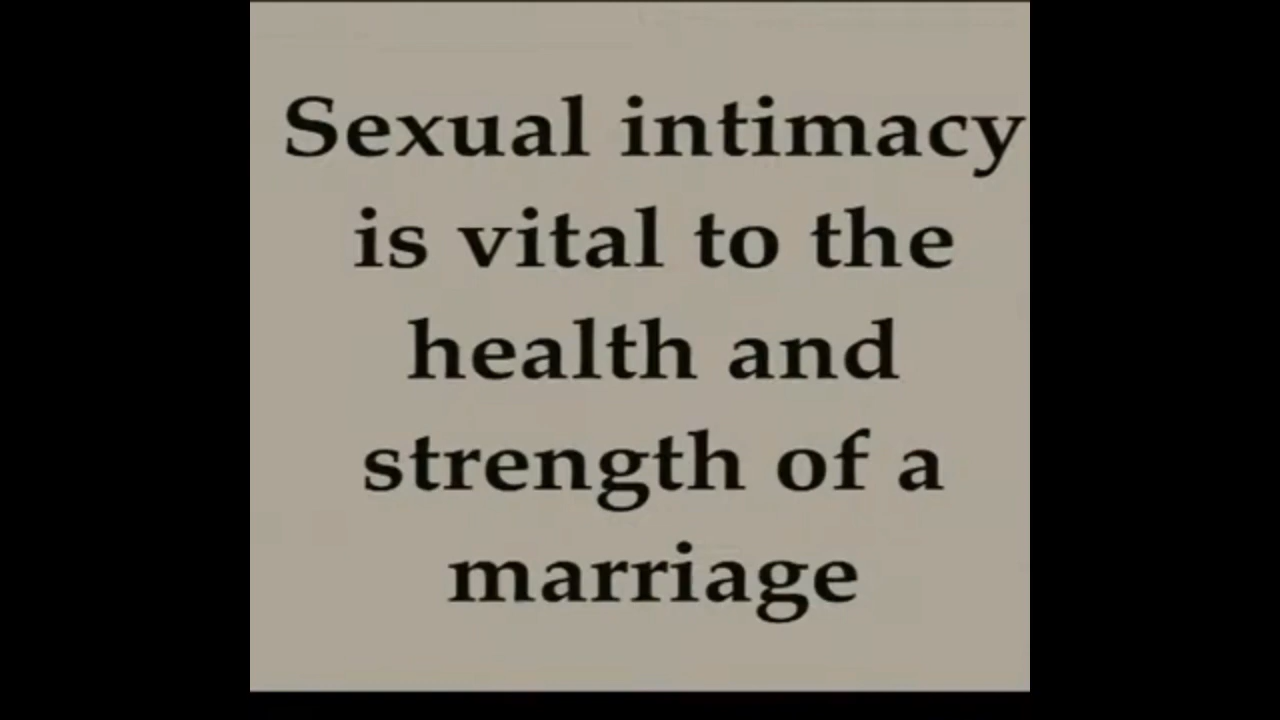 Sexual intimacy
is vital to the
health and
strength of a
marriage